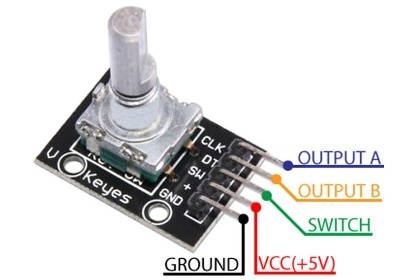 CLK
DT
SW
+
GND
V
Keyes
OUTPUT A
OUTPUT B
SWITCH
VCC(+5V)
GROUND